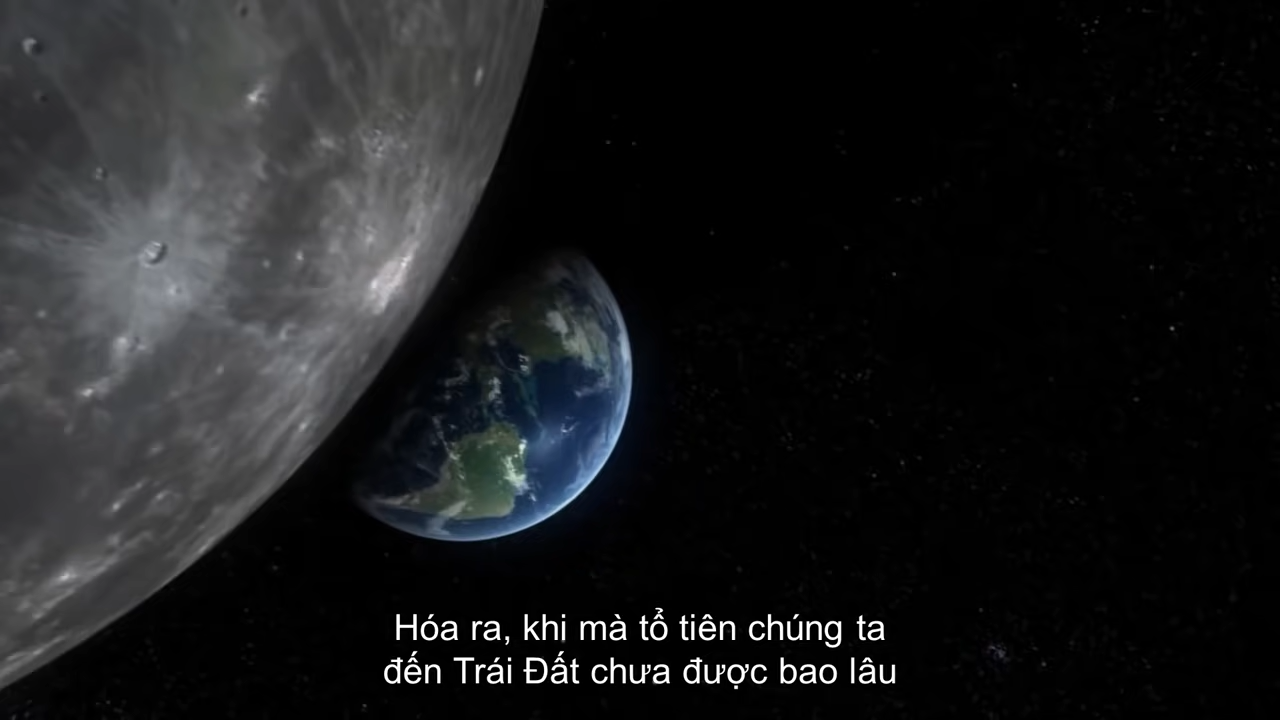 Hóa ra, khi mà tổ tiên chúng ta
đến Trái Đất chưa được bao lâu